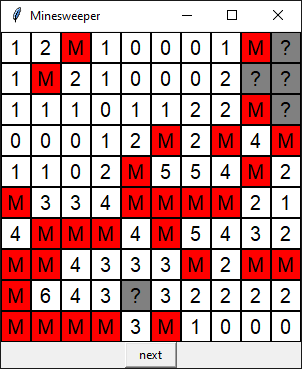 Minesweeper
1 2 M 1 0 0 0 1 M ?
1 M 2 1 0 0 0 2 ? ?
1 1 1 0 1 1 2 2 M ?
0 0 0 1 2 M 2 M 4 M
1 1 0 2 M 5 5 4 M 2
M 3 3 4 M M M M 2 1
4 M M M 4 M 5 4 3 2
M M 4 3 3 3 M 2 M M
M 6 4 3 ? 3 2 2 2 2
M M M M 3 M 1 0 0 0
next